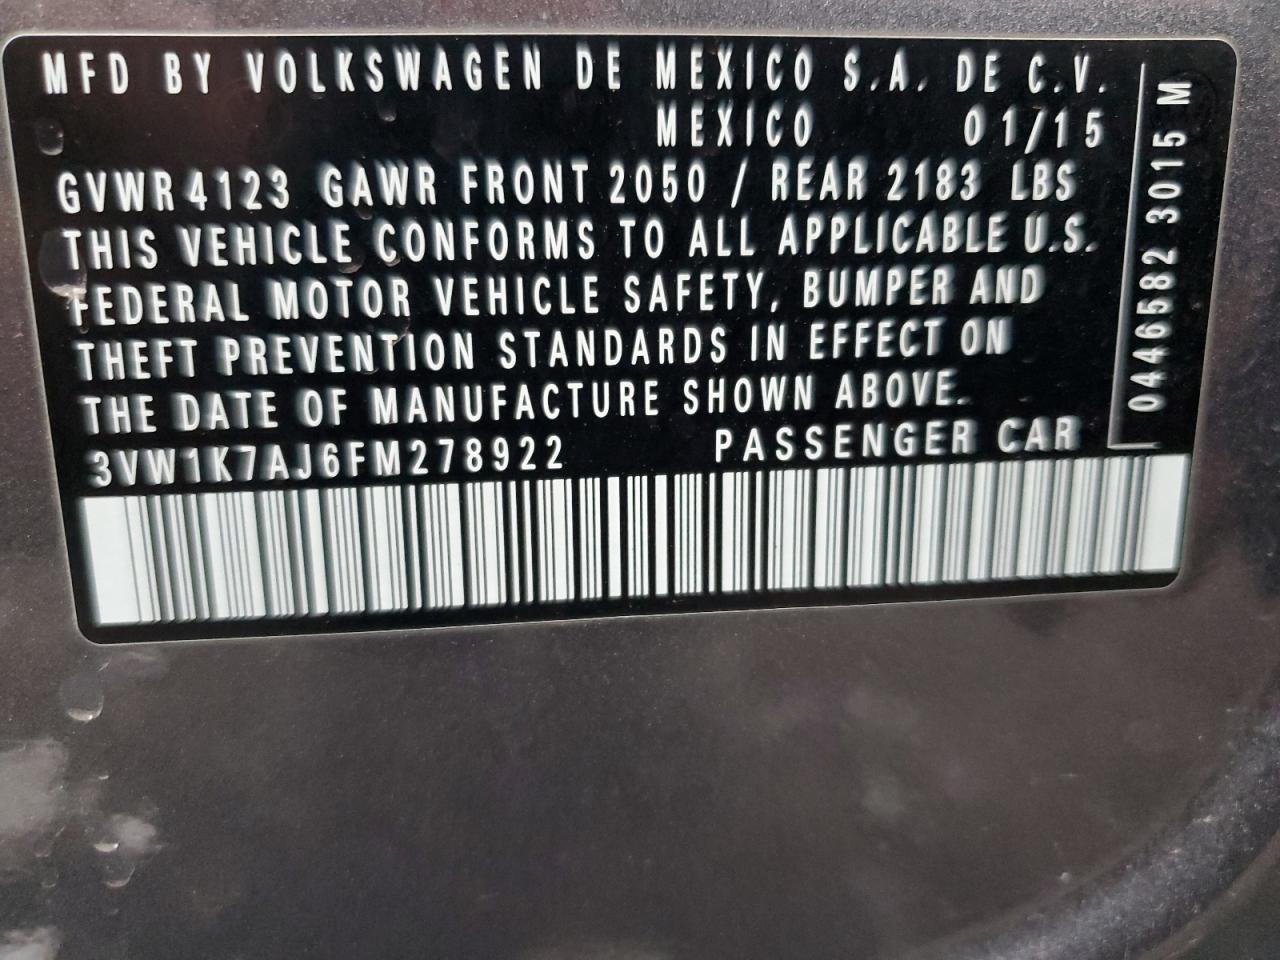 MFD BY VOLKSWAGEN DE MEXICO S.A. DE C.V.
MEXICO 01/15
GVWR 4123 GAWR FRONT 2050 / REAR 2183 LBS
THIS VEHICLE CONFORMS TO ALL APPLICABLE U.S.
FEDERAL MOTOR VEHICLE SAFETY, BUMPER AND
THEFT PREVENTION STANDARDS IN EFFECT ON
THE DATE OF MANUFACTURE SHOWN ABOVE.
3VW1K7AJ6FM278922 PASSENGER CAR
0446582 3015 M